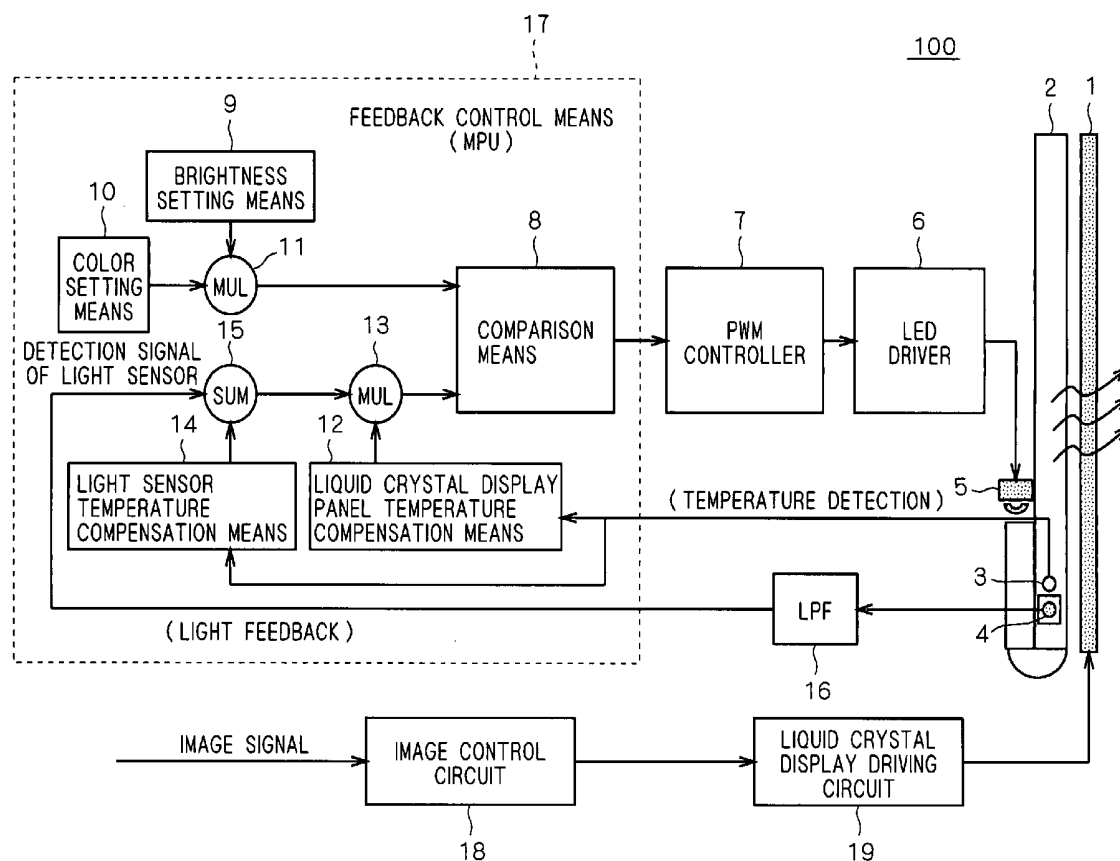 17
100
2
1
9
FEEDBACK CONTROL MEANS
(MPU)
10
BRIGHTNESS
SETTING MEANS
8
7
6
11
COLOR
SETTING
MEANS
MUL
15
13
COMPARISON
MEANS
PWM
CONTROLLER
LED
DRIVER
DETECTION SIGNAL
OF LIGHT SENSOR
SUM
MUL
14
12
LIGHT SENSOR
TEMPERATURE
COMPENSATION MEANS
LIQUID CRYSTAL DISPLAY
PANEL TEMPERATURE
COMPENSATION MEANS
(TEMPERATURE DETECTION)
5
3
LPF
4
(LIGHT FEEDBACK)
16
IMAGE SIGNAL
IMAGE CONTROL
CIRCUIT
LIQUID CRYSTAL
DISPLAY DRIVING
CIRCUIT
18
19